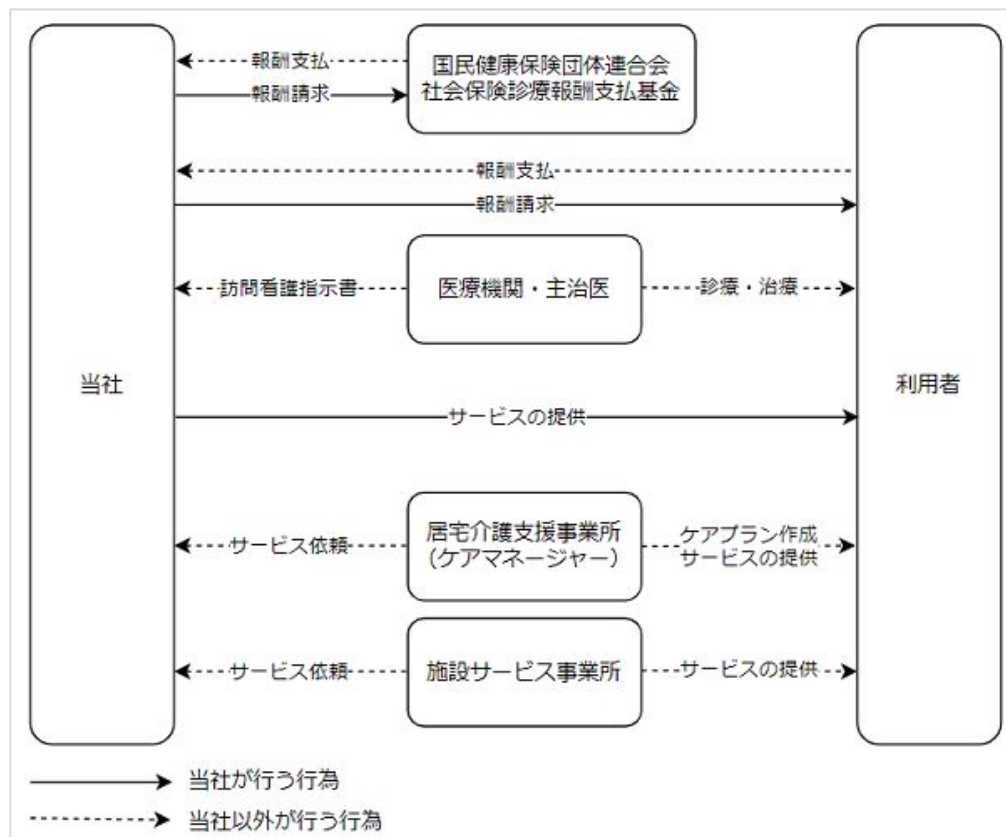 報酬支払
国民健康保険団体連合会
社会保険診療報酬支払基金
報酬請求
報酬支払
報酬請求
訪問看護指示書
医療機関・主治医
診療・治療
当社
利用者
サービスの提供
サービス依頼
居宅介護支援事業所
(ケアマネージャー)
ケアプラン作成
サービスの提供
サービス依頼
施設サービス事業所
サービスの提供
当社が行う行為
当社以外が行う行為